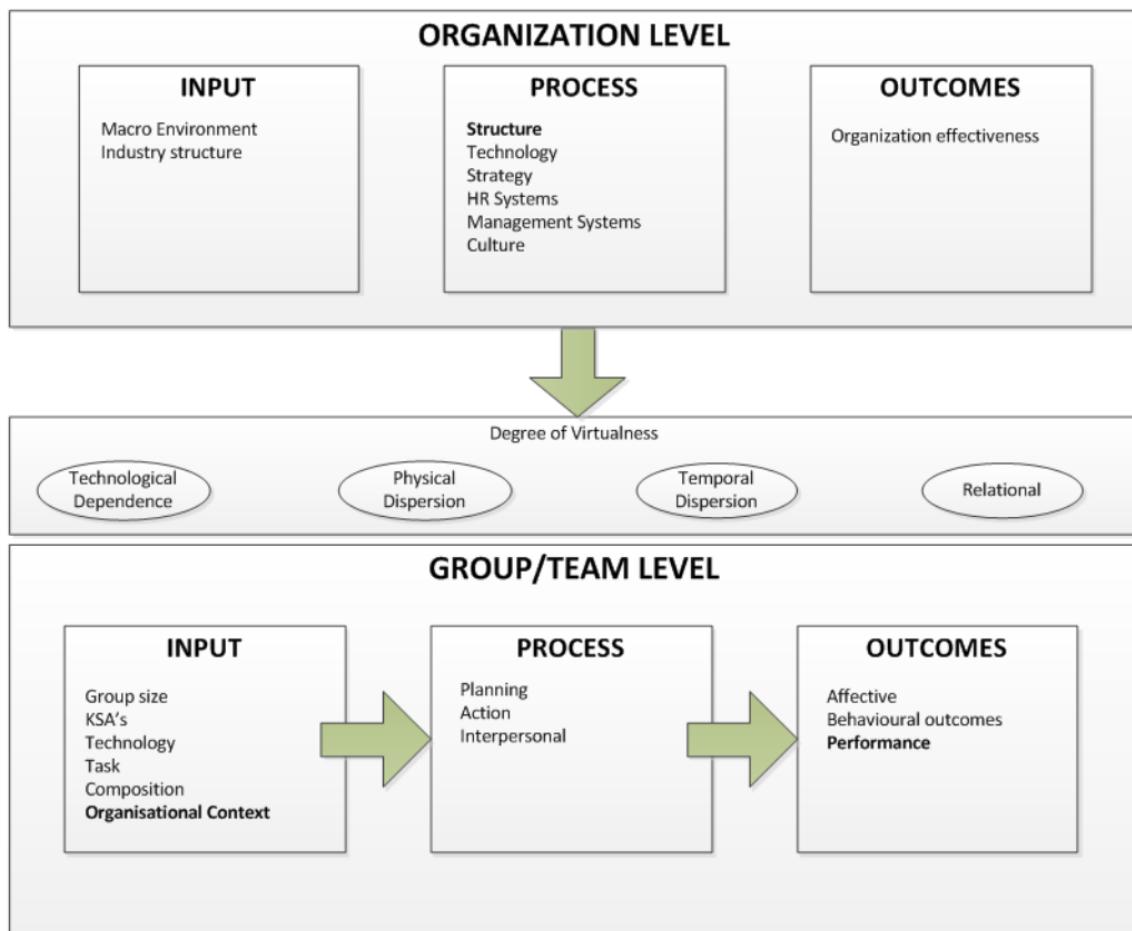 ORGANIZATION LEVEL
INPUT
Macro Environment
Industry structure
PROCESS
Structure
Technology
Strategy
HR Systems
Management Systems
Culture
OUTCOMES
Organization effectiveness
Degree of Virtualness
Technological
Dependence
Physical
Dispersion
Temporal
Dispersion
Relational
GROUP/TEAM LEVEL
INPUT
Group size
KSA's
Technology
Task
Composition
Organisational Context
PROCESS
Planning
Action
Interpersonal
OUTCOMES
Affective
Behavioural outcomes
Performance